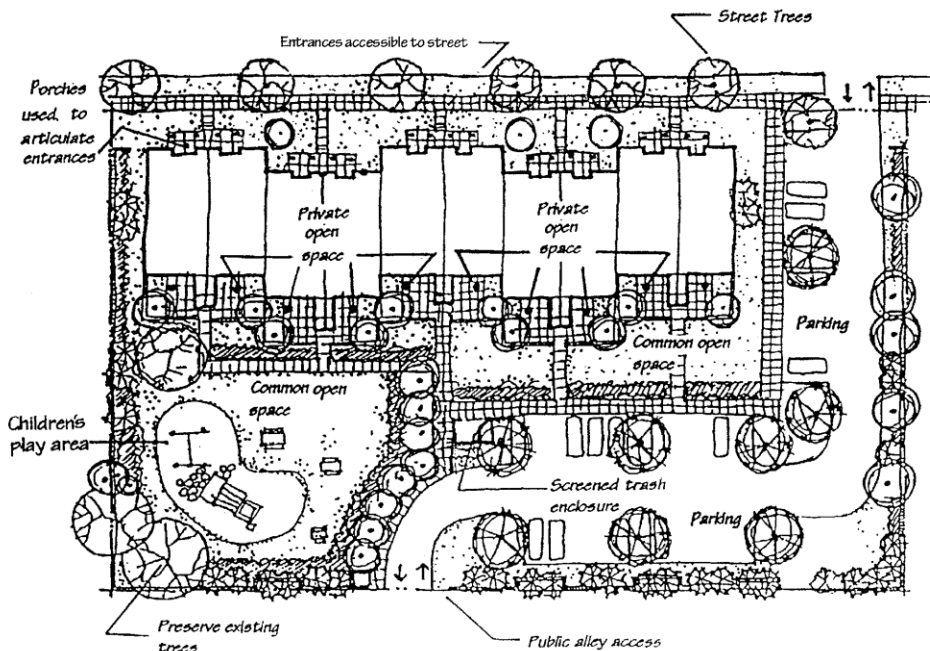 Street Trees
Entrances accessible to street
Porches
used to
articulate
entrances
Private
open
space
Private
open
space
Parking
Common open
space
Common open
space
Children's
play area
Screened trash
enclosure
Parking
Preserve existing
trees
Public alley access